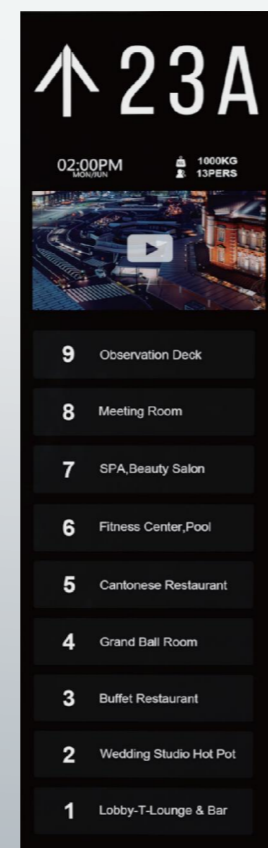 23A
02:00PM
MON/JUN
1000KG
13PERS
9 Observation Deck
8 Meeting Room
7 SPA,Beauty Salon
6 Fitness Center,Pool
5 Cantonese Restaurant
4 Grand Ball Room
3 Buffet Restaurant
2 Wedding Studio Hot Pot
1 Lobby-T-Lounge & Bar